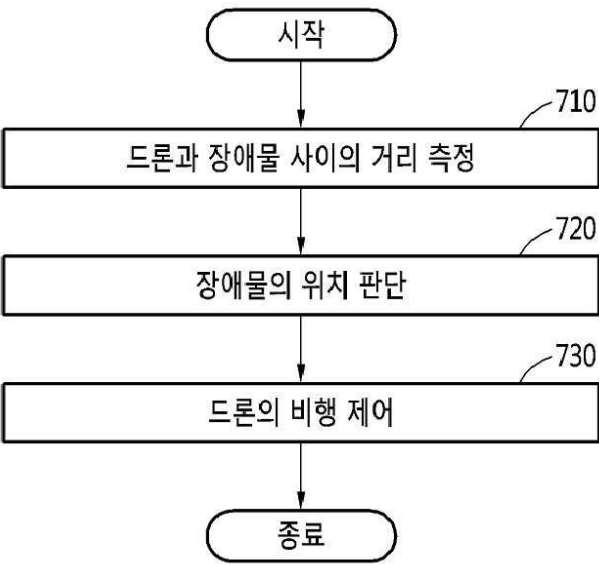 시작
710
드론과 장애물 사이의 거리 측정
720
장애물의 위치 판단
730
드론의 비행 제어
종료